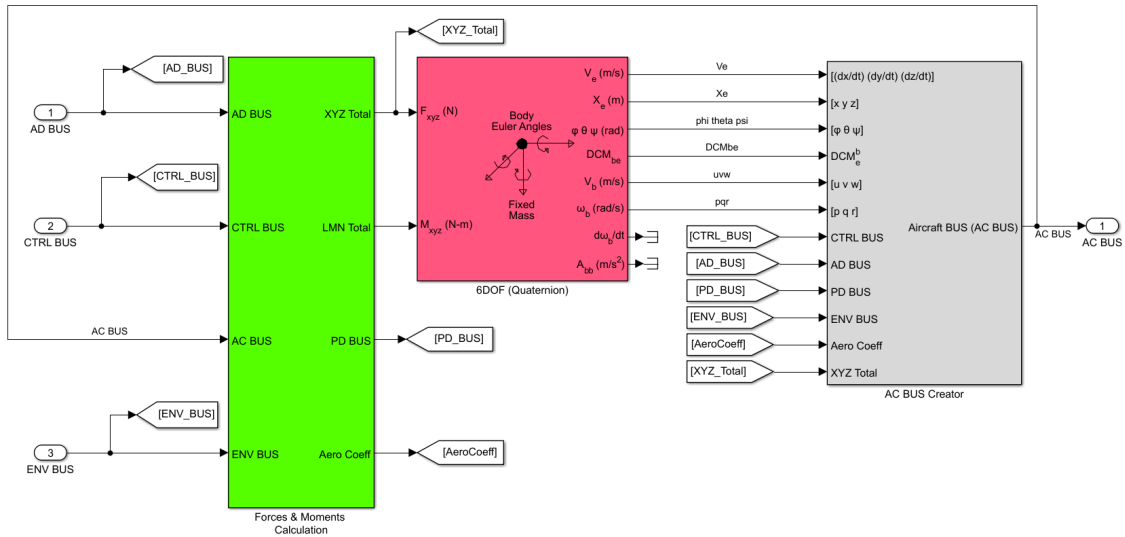 [XYZ_Total]
[AD_BUS]
1
AD BUS
AD BUS
XYZ Total
[CTRL_BUS]
2
CTRL BUS
CTRL BUS
LMN Total
AC BUS
AC BUS
PD BUS
[PD_BUS]
[ENV_BUS]
3
ENV BUS
ENV BUS
Aero Coeff
[AeroCoeff]
Forces & Moments
Calculation
F_xyz (N)
M_xyz (N-m)
Body
Euler Angles
Fixed
Mass
V_e (m/s)
X_e (m)
φ θ ψ (rad)
DCM_be
V_b (m/s)
ω_b (rad/s)
dω_b/dt
A_bb (m/s²)
6DOF (Quaternion)
Ve
Xe
phi theta psi
DCMbe
uvw
pqr
[CTRL_BUS]
[AD_BUS]
[PD_BUS]
[ENV_BUS]
[AeroCoeff]
[XYZ_Total]
[(dx/dt) (dy/dt) (dz/dt)]
[x y z]
[φ θ ψ]
DCM_e^b
[u v w]
[p q r]
CTRL BUS
AD BUS
PD BUS
ENV BUS
Aero Coeff
XYZ Total
Aircraft BUS (AC BUS)
AC BUS Creator
AC BUS
1
AC BUS